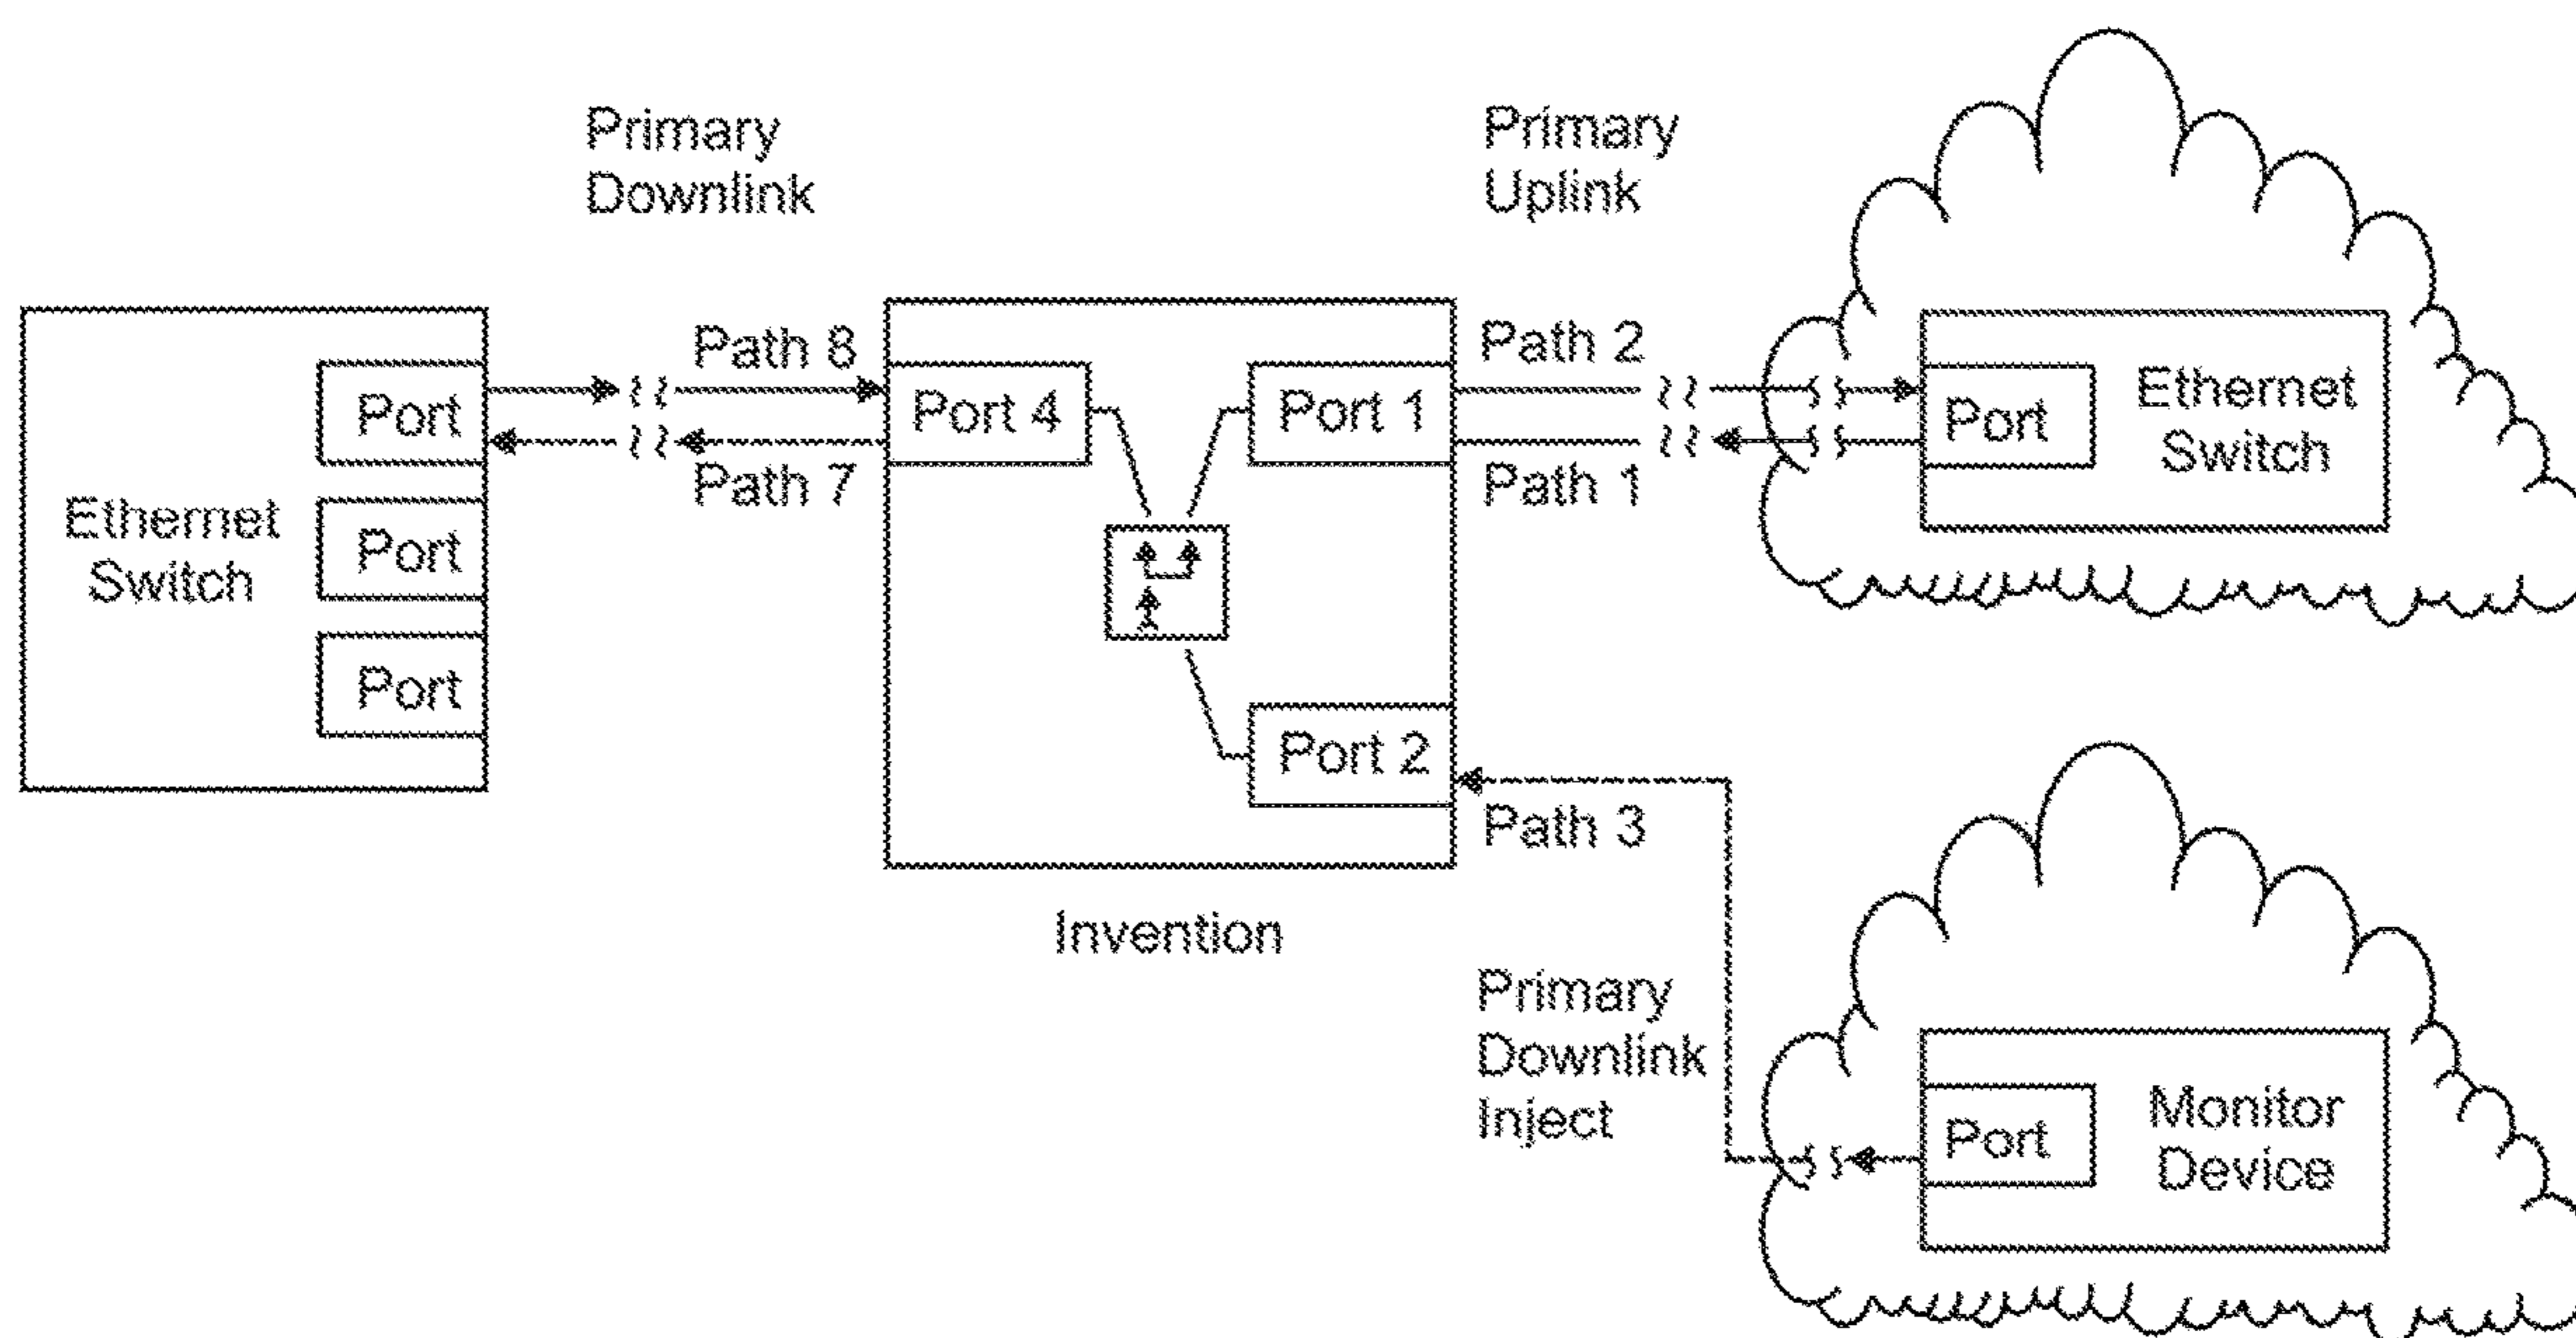 Primary
Downlink
Primary
Uplink
Path 8
Path 7
Path 2
Path 1
Port
Port
Port
Ethernet
Switch
Port 4
Port 1
Port 2
Port
Ethernet
Switch
Path 3
Invention
Primary
Downlink
Inject
Port
Monitor
Device